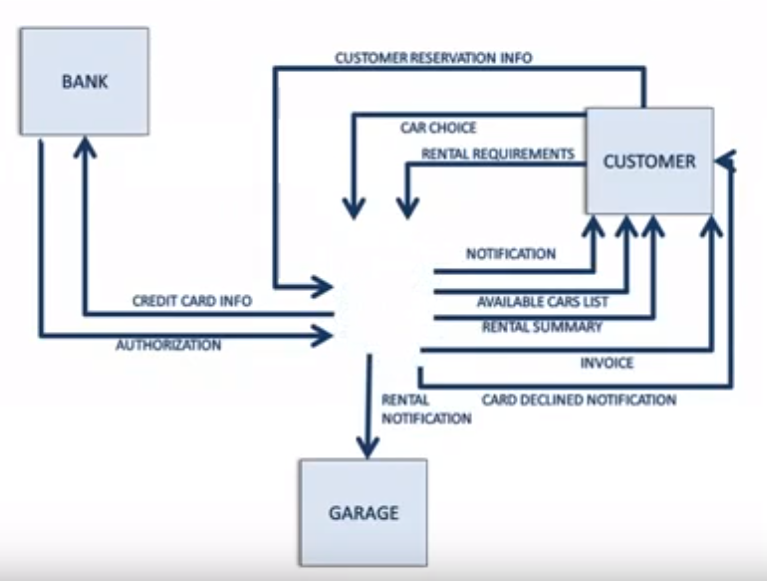 CUSTOMER RESERVATION INFO
BANK
CAR CHOICE
RENTAL REQUIREMENTS
CUSTOMER
NOTIFICATION
CREDIT CARD INFO
AVAILABLE CARS LIST
RENTAL SUMMARY
AUTHORIZATION
INVOICE
RENTAL
NOTIFICATION
CARD DECLINED NOTIFICATION
GARAGE